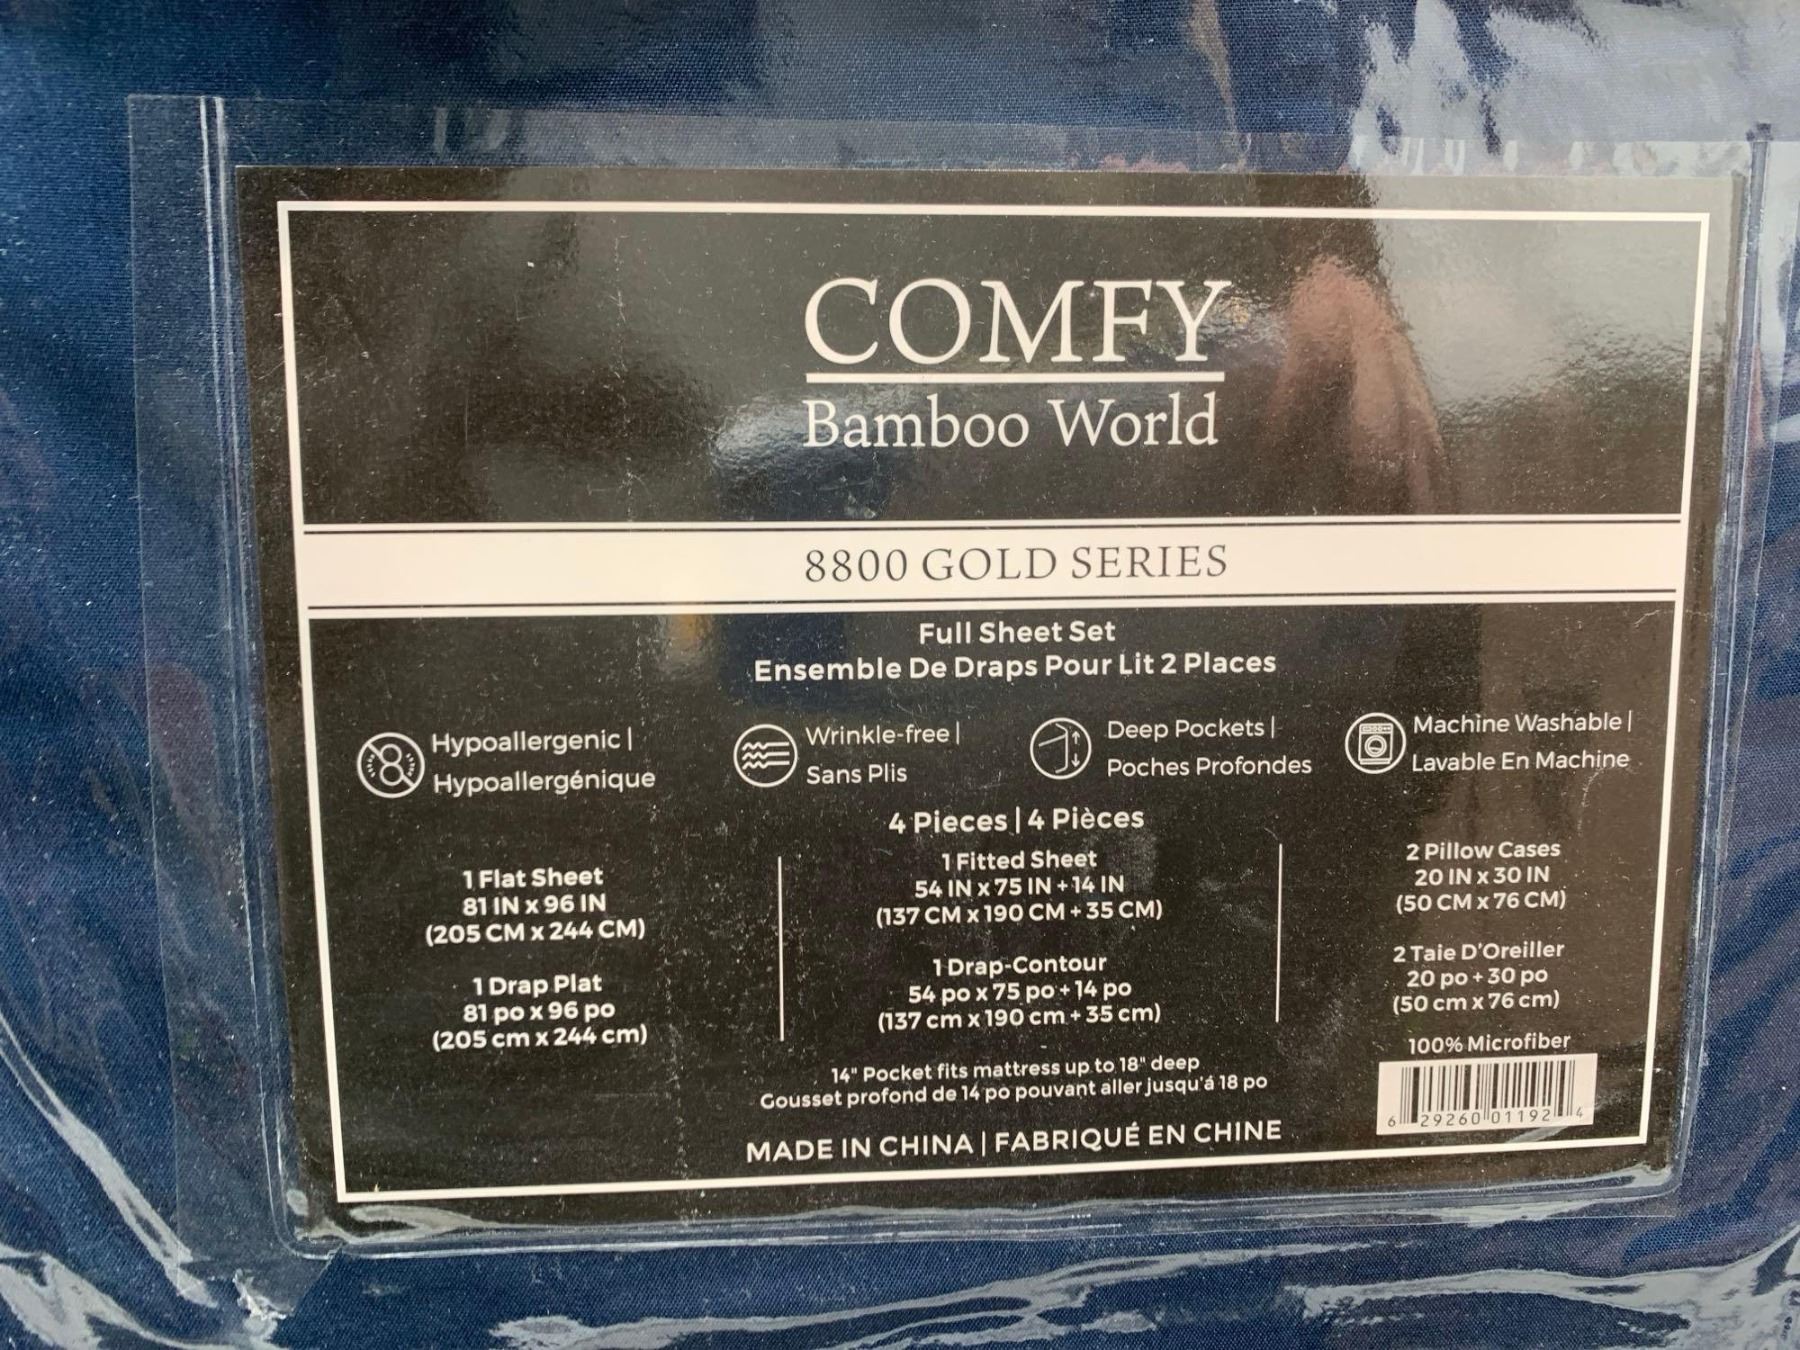 COMFY
Bamboo World
8800 GOLD SERIES
Full Sheet Set
Ensemble De Draps Pour Lit 2 Places
Hypoallergenic |
Hypoallergénique
Wrinkle-free |
Sans Plis
Deep Pockets |
Poches Profondes
Machine Washable |
Lavable En Machine
4 Pieces | 4 Pièces
1 Flat Sheet
81 IN x 96 IN
(205 CM x 244 CM)
1 Drap Plat
81 po x 96 po
(205 cm x 244 cm)
1 Fitted Sheet
54 IN x 75 IN + 14 IN
(137 CM x 190 CM + 35 CM)
1 Drap-Contour
54 po x 75 po + 14 po
(137 cm x 190 cm + 35 cm)
2 Pillow Cases
20 IN x 30 IN
(50 CM x 76 CM)
2 Taie D'Oreiller
20 po + 30 po
(50 cm x 76 cm)
14" Pocket fits mattress up to 18" deep
Gousset profond de 14 po pouvant aller jusqu'á 18 po
MADE IN CHINA | FABRIQUÉ EN CHINE
100% Microfiber
6 29260 01192 4